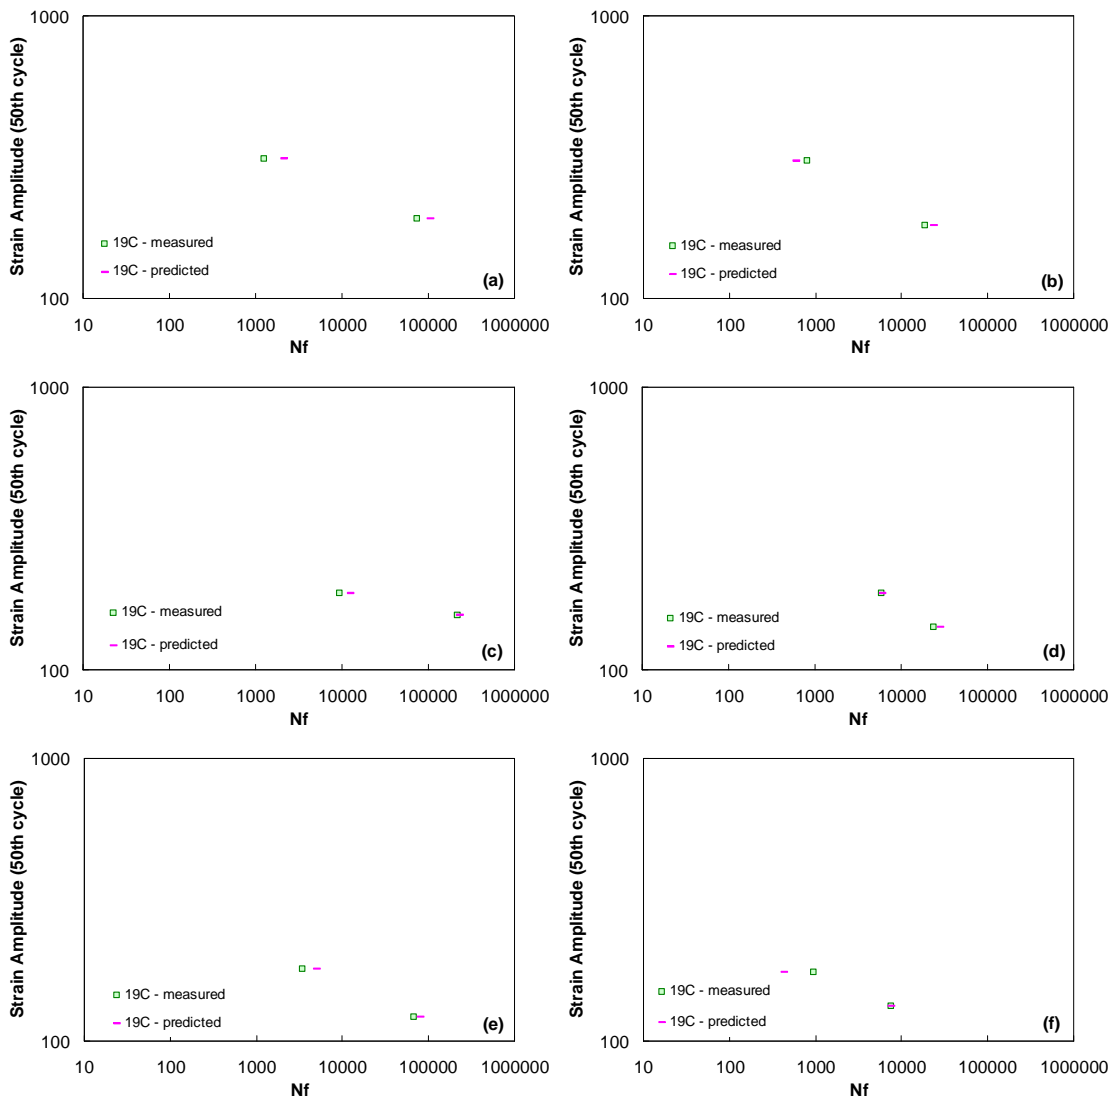 1000
100
Strain Amplitude (50th cycle)
19C - measured
19C - predicted
(a)
10 100 1000 10000 100000 1000000
Nf
1000
100
Strain Amplitude (50th cycle)
19C - measured
19C - predicted
(b)
10 100 1000 10000 100000 1000000
Nf
1000
100
Strain Amplitude (50th cycle)
19C - measured
19C - predicted
(c)
10 100 1000 10000 100000 1000000
Nf
1000
100
Strain Amplitude (50th cycle)
19C - measured
19C - predicted
(d)
10 100 1000 10000 100000 1000000
Nf
1000
100
Strain Amplitude (50th cycle)
19C - measured
19C - predicted
(e)
10 100 1000 10000 100000 1000000
Nf
1000
100
Strain Amplitude (50th cycle)
19C - measured
19C - predicted
(f)
10 100 1000 10000 100000 1000000
Nf